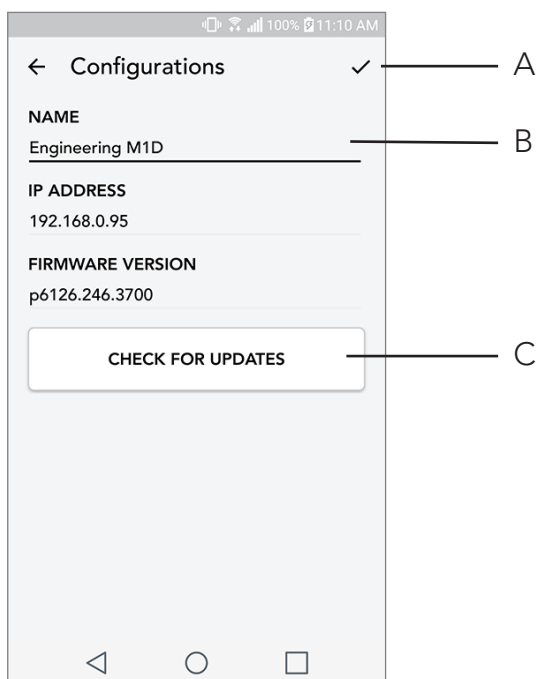 100% 11:10 AM
Configurations
A
NAME
Engineering M1D
B
IP ADDRESS
192.168.0.95
FIRMWARE VERSION
p6126.246.3700
CHECK FOR UPDATES
C